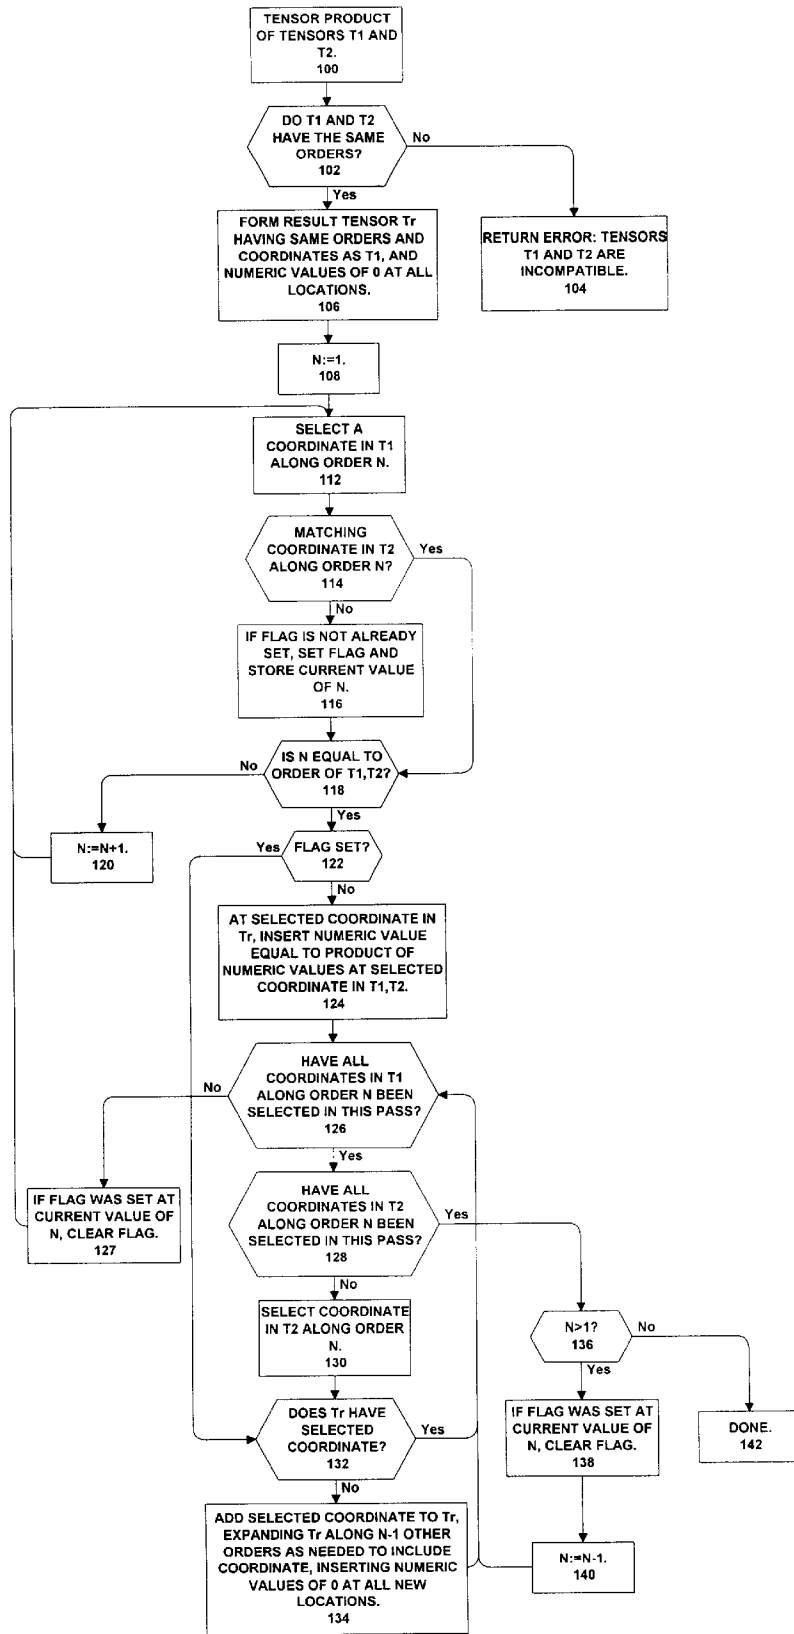 TENSOR PRODUCT
OF TENSORS T1 AND
T2.
100
DO T1 AND T2
HAVE THE SAME
ORDERS?
102
No
Yes
FORM RESULT TENSOR Tr
HAVING SAME ORDERS AND
COORDINATES AS T1, AND
NUMERIC VALUES OF 0 AT ALL
LOCATIONS.
106
RETURN ERROR: TENSORS
T1 AND T2 ARE
INCOMPATIBLE.
104
N:=1.
108
SELECT A
COORDINATE IN T1
ALONG ORDER N.
112
MATCHING
COORDINATE IN T2
ALONG ORDER N?
114
Yes
No
IF FLAG IS NOT ALREADY
SET, SET FLAG AND
STORE CURRENT VALUE
OF N.
116
IS N EQUAL TO
ORDER OF T1,T2?
118
No
Yes
N:=N+1.
120
FLAG SET?
122
Yes
No
AT SELECTED COORDINATE IN
Tr, INSERT NUMERIC VALUE
EQUAL TO PRODUCT OF
NUMERIC VALUES AT SELECTED
COORDINATE IN T1,T2.
124
HAVE ALL
COORDINATES IN T1
ALONG ORDER N BEEN
SELECTED IN THIS PASS?
126
No
Yes
IF FLAG WAS SET AT
CURRENT VALUE OF
N, CLEAR FLAG.
127
HAVE ALL
COORDINATES IN T2
ALONG ORDER N BEEN
SELECTED IN THIS PASS?
128
Yes
No
SELECT COORDINATE
IN T2 ALONG ORDER
N.
130
N>1?
136
No
Yes
DOES Tr HAVE
SELECTED
COORDINATE?
132
Yes
No
IF FLAG WAS SET AT
CURRENT VALUE OF
N, CLEAR FLAG.
138
DONE.
142
ADD SELECTED COORDINATE TO Tr,
EXPANDING Tr ALONG N-1 OTHER
ORDERS AS NEEDED TO INCLUDE
COORDINATE, INSERTING NUMERIC
VALUES OF 0 AT ALL NEW
LOCATIONS.
134
N:=N-1.
140